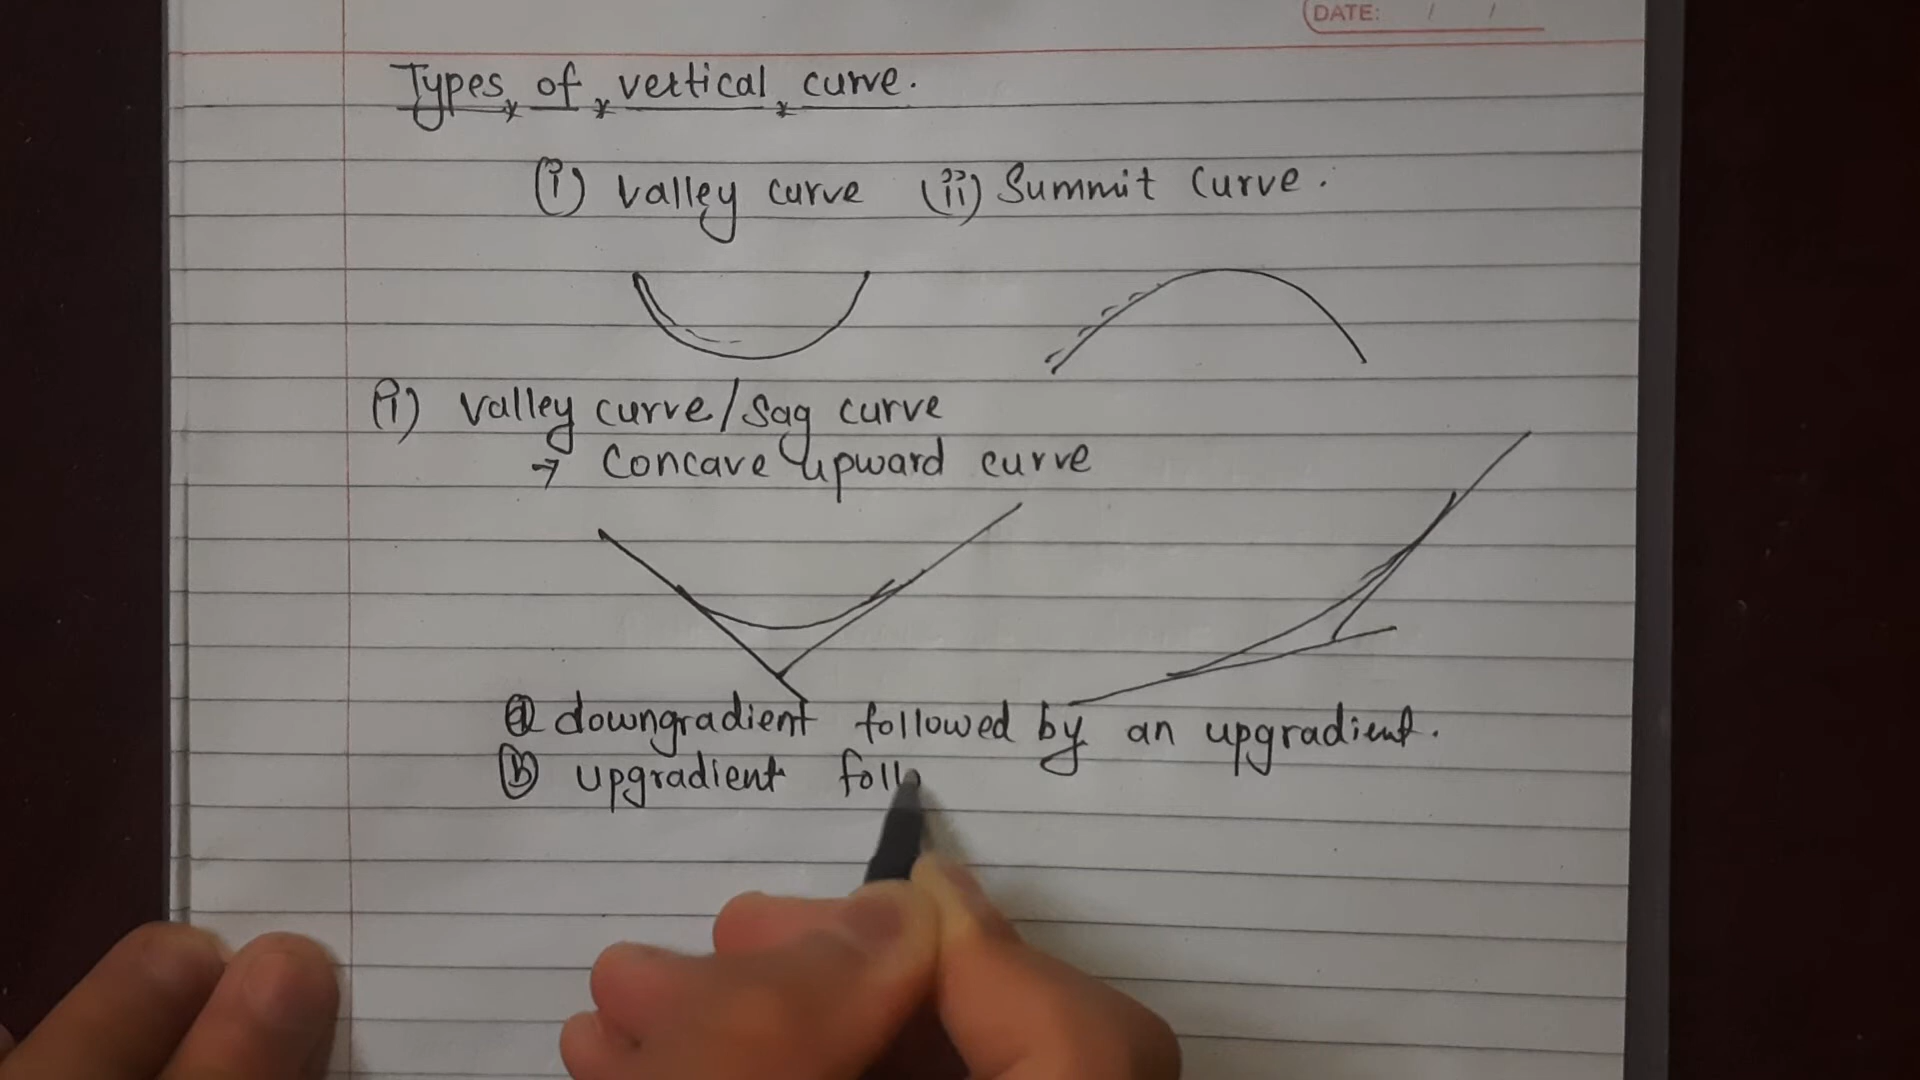 DATE: / /
Types of vertical curve.
(i) valley curve (ii) Summit curve.
(i) valley curve/sag curve
→ Concave upward curve
(a) downgradient followed by an upgradient.
(b) upgradient follo